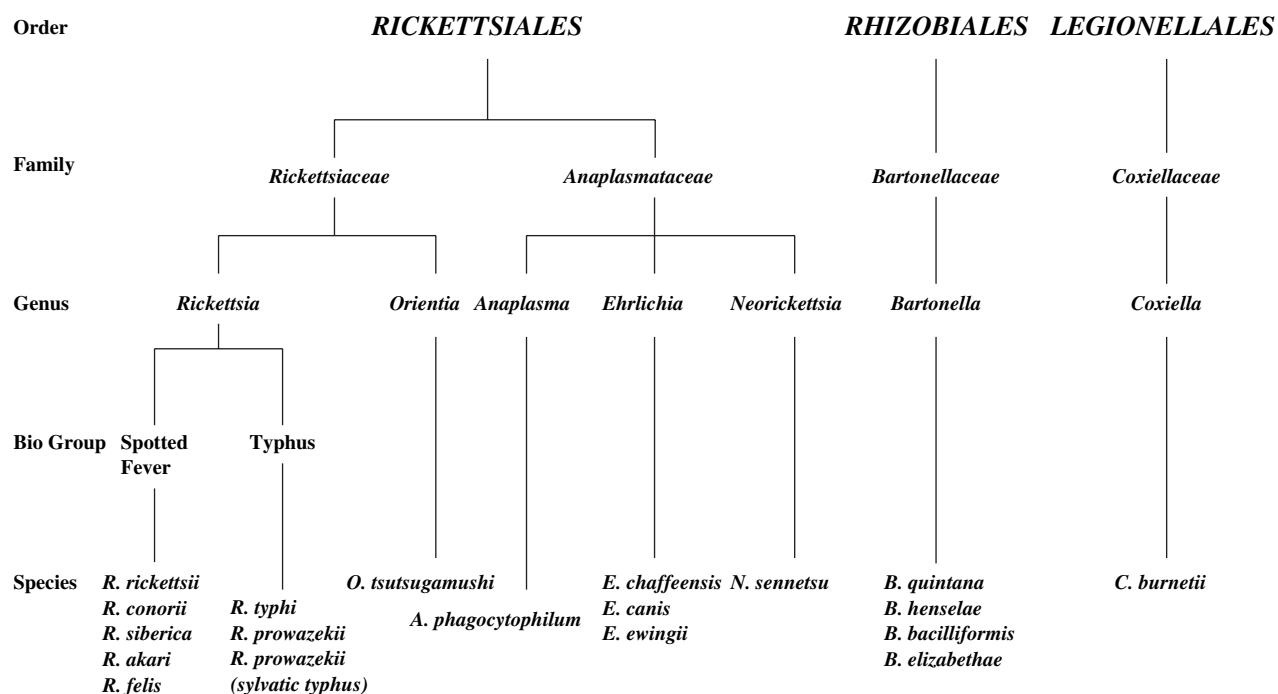 Order RICKETTSIALES RHIZOBIALES LEGIONELLALES
Family Rickettsiaceae Anaplasmataceae Bartonellaceae Coxiellaceae
Genus Rickettsia Orientia Anaplasma Ehrlichia Neorickettsia Bartonella Coxiella
Bio Group Spotted Fever Typhus
Species
R. rickettsii
R. conorii
R. siberica
R. akari
R. felis
R. typhi
R. prowazekii
R. prowazekii
(sylvatic typhus)
O. tsutsugamushi
A. phagocytophilum
E. chaffeensis
E. canis
E. ewingii
N. sennetsu
B. quintana
B. henselae
B. bacilliformis
B. elizabethae
C. burnetii